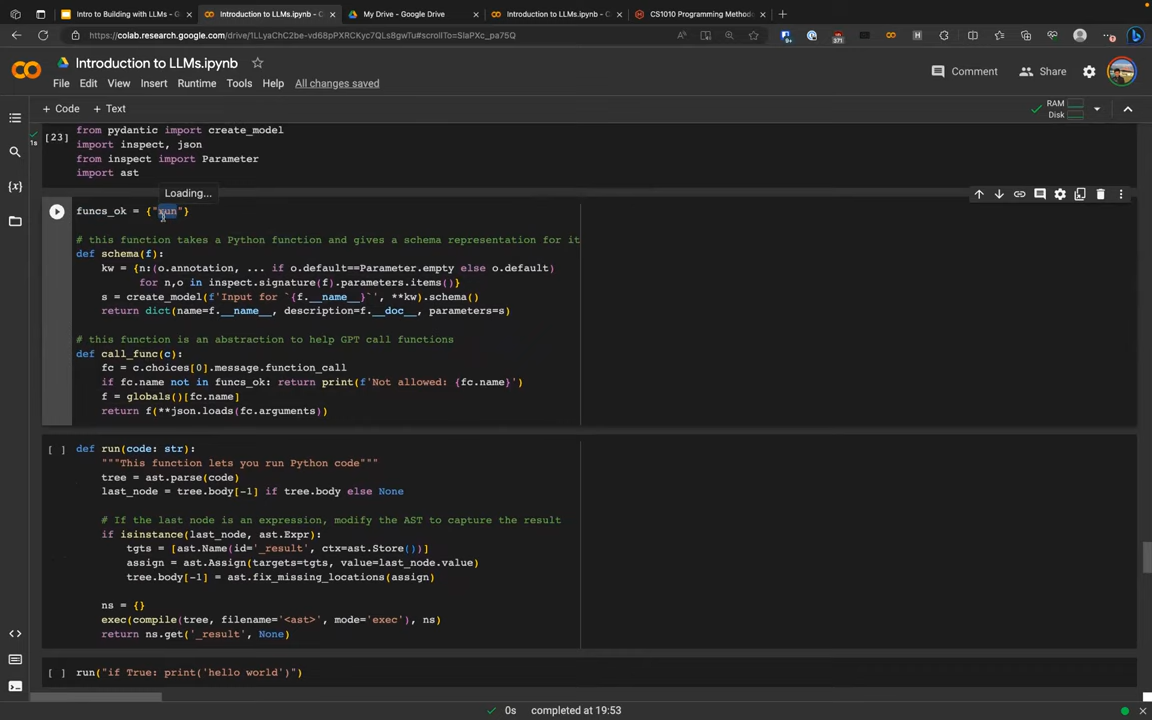 Intro to Building with LLMs -
Introduction to LLMs.ipynb - C
My Drive - Google Drive
Introduction to LLMs.ipynb - C
CS1010 Programming Method
https://colab.research.google.com/drive/1LLyaChC2be-vd68pPXRCKyc7QLs8gwTu#scrollTo=SlaPXc_pa75Q
371
Introduction to LLMs.ipynb
File Edit View Insert Runtime Tools Help All changes saved
Comment
Share
+ Code + Text
RAM
Disk
[23]
1s
from pydantic import create_model
import inspect, json
from inspect import Parameter
import ast
Loading...
funcs_ok = {"run"}
# this function takes a Python function and gives a schema representation for it
def schema(f):
kw = {n:(o.annotation, ... if o.default==Parameter.empty else o.default)
for n,o in inspect.signature(f).parameters.items()}
s = create_model(f'Input for `{f.__name__}`', **kw).schema()
return dict(name=f.__name__, description=f.__doc__, parameters=s)
# this function is an abstraction to help GPT call functions
def call_func(c):
fc = c.choices[0].message.function_call
if fc.name not in funcs_ok: return print(f'Not allowed: {fc.name}')
f = globals()[fc.name]
return f(**json.loads(fc.arguments))
[ ]
def run(code: str):
"""This function lets you run Python code"""
tree = ast.parse(code)
last_node = tree.body[-1] if tree.body else None
# If the last node is an expression, modify the AST to capture the result
if isinstance(last_node, ast.Expr):
tgts = [ast.Name(id='_result', ctx=ast.Store())]
assign = ast.Assign(targets=tgts, value=last_node.value)
tree.body[-1] = ast.fix_missing_locations(assign)
ns = {}
exec(compile(tree, filename='<ast>', mode='exec'), ns)
return ns.get('_result', None)
[ ]
run("if True: print('hello world')")
0s completed at 19:53